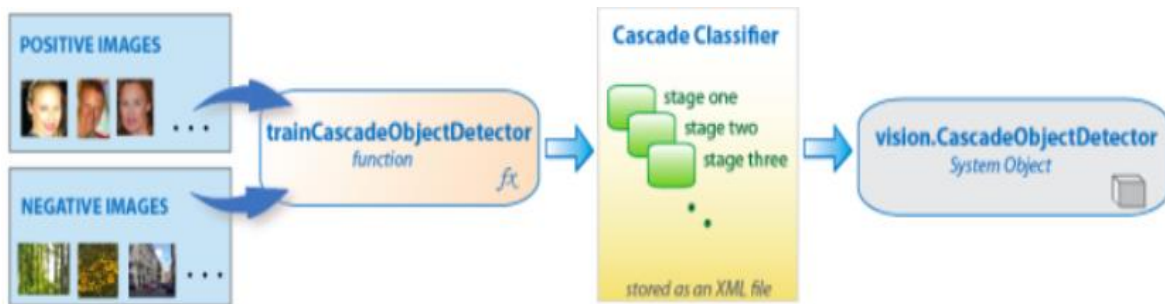 POSITIVE IMAGES
...
NEGATIVE IMAGES
...
trainCascadeObjectDetector
function
fx
Cascade Classifier
stage one
stage two
stage three
stored as an XML file
vision.CascadeObjectDetector
System Object